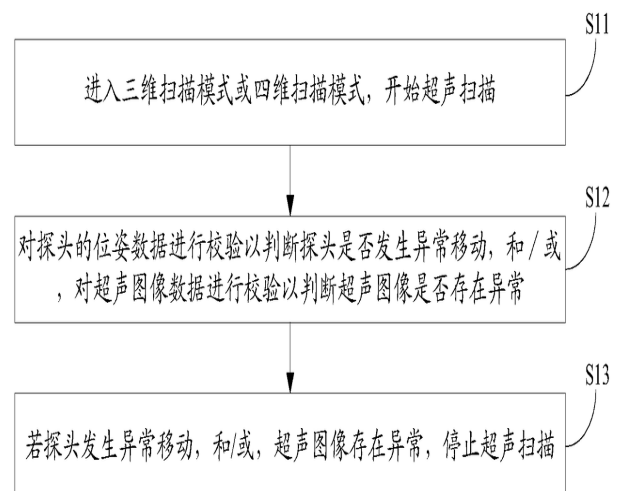 S11
进入三维扫描模式或四维扫描模式，开始超声扫描
S12
对探头的位姿数据进行校验以判断探头是否发生异常移动，和／或
，对超声图像数据进行校验以判断超声图像是否存在异常
S13
若探头发生异常移动，和/或，超声图像存在异常，停止超声扫描